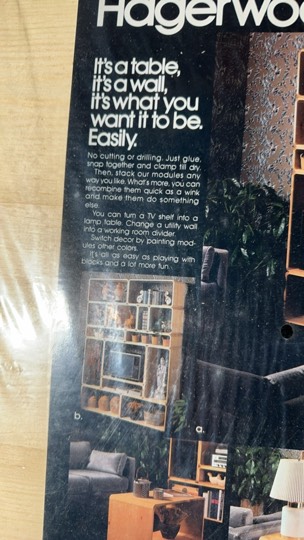 Hagerwoo
It's a table,
it's a wall,
it's what you
want it to be.
Easily.
No cutting or drilling. Just glue,
snap together and clamp till dry.
Then, stack our modules any
way you like. What's more, you can
recombine them quick as a wink
and make them do something
else.
You can turn a TV shelf into a
lamp table. Change a utility wall
into a working room divider.
Switch decor by painting mod-
ules other colors.
It's all as easy as playing with
blocks and a lot more fun.
b.
a.